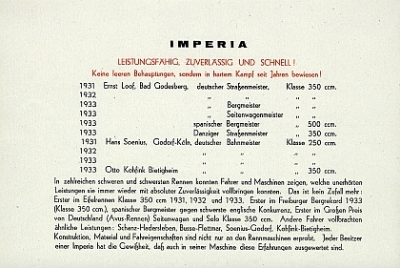 IMPERIA
LEISTUNGSFÄHIG, ZUVERLÄSSIG UND SCHNELL!
Keine leeren Behauptungen, sondern in hartem Kampf seit Jahren bewiesen!
1931 Ernst Loof, Bad Godesberg, deutscher Straßenmeister, Klasse 350 ccm.
1932 „ „ „ „
1933 „ Bergmeister „ „
1933 „ Seitenwagenmeister „ „
1933 spanischer Bergmeister „ 500 ccm.
1933 Danziger Straßenmeister „ 350 ccm.
1931 Hans Soenius, Godorf-Köln, deutscher Bahnmeister Klasse 250 ccm.
1932 „ „ „ „ „
1933 „ „ „ „ „
1933 Otto Kohfink Bietigheim „ „ „ 350 ccm.
In zahlreichen schweren und schwersten Rennen konnten Fahrer und Maschinen zeigen, welche unerhörten
Leistungen sie immer wieder mit absoluter Zuverlässigkeit vollbringen konnten. Das ist kein Zufall mehr:
Erster im Eifelrennen Klasse 350 ccm 1931, 1932 und 1933. Erster im Freiburger Bergrekord 1933
(Klasse 350 ccm.), spanischer Bergmeister gegen schwerste englische Konkurenz, Erster im Großen Preis
von Deutschland (Avus-Rennen) Seitenwagen und Solo Klasse 350 ccm. Andere Fahrer vollbrachten
ähnliche Leistungen: Schanz-Hedersleben, Busse-Flettmer, Soenius-Godorf, Kohfink-Bietigheim.
Konstruktion, Material und Fahreigenschaften sind nicht nur an den Rennmaschinen erprobt. Jeder Besitzer
einer Imperia hat die Gewißheit, daß auch in seiner Maschine diese Erfahrungen ausgewertet sind.